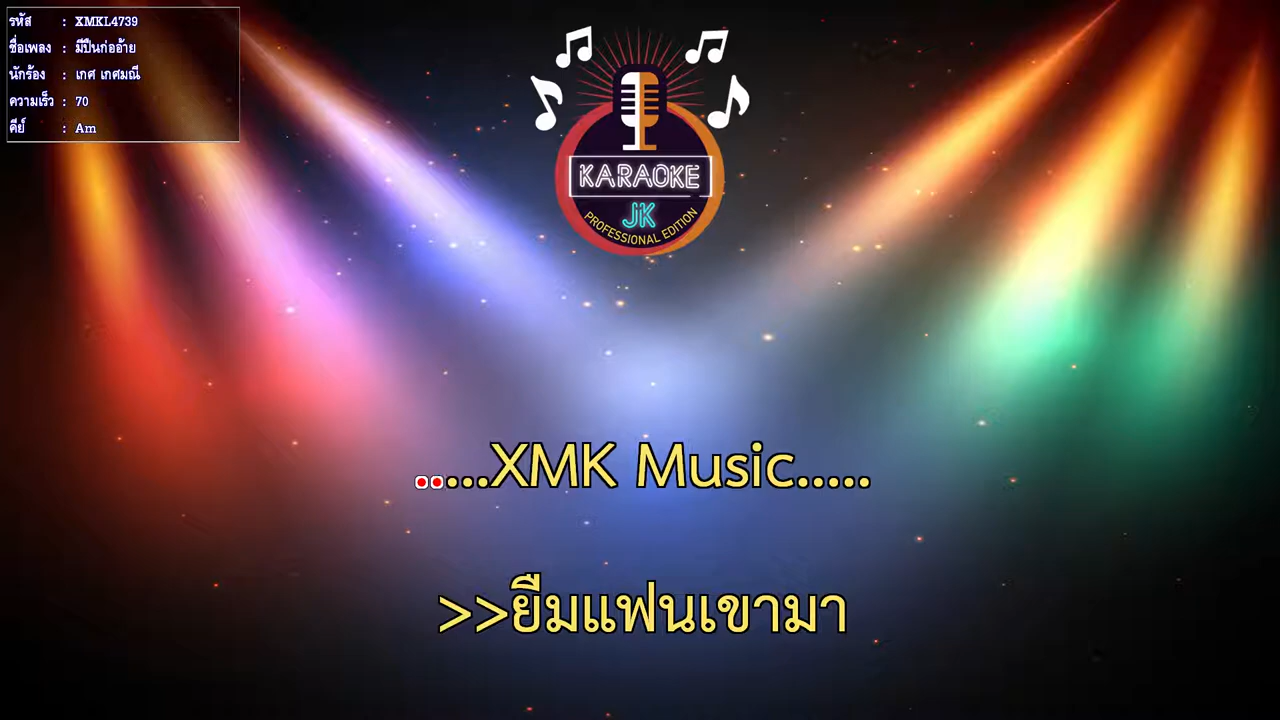 รหัส : XMKL4739
ชื่อเพลง : มีปืนก่ออ้าย
นักร้อง : เกศ เกศมณี
ความเร็ว : 70
คีย์ : Am
KARAOKE
JK
PROFESSIONAL EDITION
.....XMK Music.....
>>ยืมแฟนเขามา